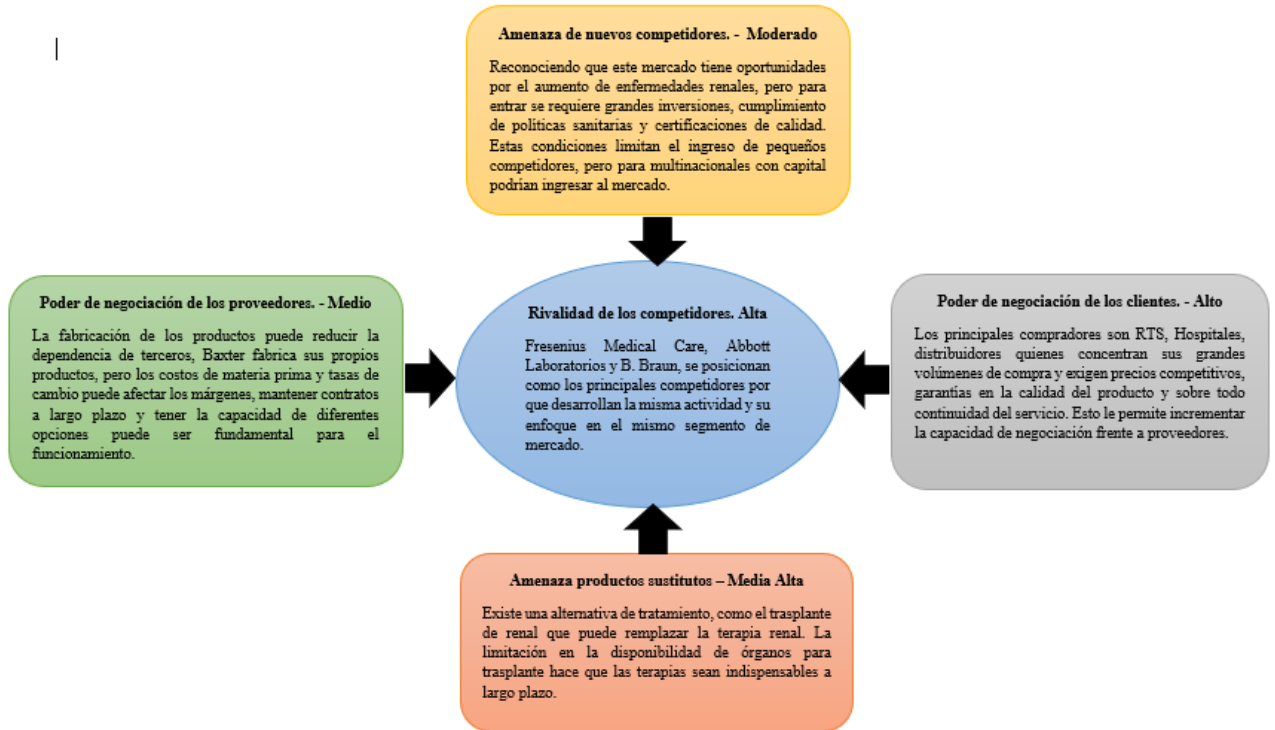 Amenaza de nuevos competidores. - Moderado
Reconociendo que este mercado tiene oportunidades
por el aumento de enfermedades renales, pero para
entrar se requiere grandes inversiones, cumplimiento
de políticas sanitarias y certificaciones de calidad.
Estas condiciones limitan el ingreso de pequeños
competidores, pero para multinacionales con capital
podrían ingresar al mercado.
Poder de negociación de los proveedores. - Medio
La fabricación de los productos puede reducir la
dependencia de terceros, Baxter fabrica sus propios
productos, pero los costos de materia prima y tasas de
cambio puede afectar los márgenes, mantener contratos
a largo plazo y tener la capacidad de diferentes
opciones puede ser fundamental para el
funcionamiento.
Rivalidad de los competidores. Alta
Fresenius Medical Care, Abbott
Laboratorios y B. Braun, se posicionan
como los principales competidores por
que desarrollan la misma actividad y su
enfoque en el mismo segmento de
mercado.
Poder de negociación de los clientes. - Alto
Los principales compradores son RTS, Hospitales,
distribuidores quienes concentran sus grandes
volúmenes de compra y exigen precios competitivos,
garantías en la calidad del producto y sobre todo
continuidad del servicio. Esto le permite incrementar
la capacidad de negociación frente a proveedores.
Amenaza productos sustitutos – Media Alta
Existe una alternativa de tratamiento, como el trasplante
de renal que puede remplazar la terapia renal. La
limitación en la disponibilidad de órganos para
trasplante hace que las terapias sean indispensables a
largo plazo.